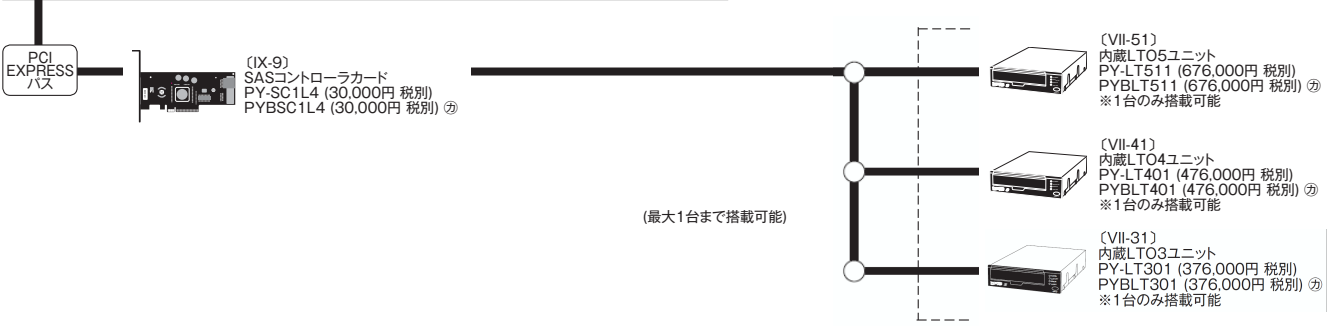 PCI
EXPRESS
バス
〔IX-9〕
SASコントローラカード
PY-SC1L4 (30,000円 税別)
PYBSC1L4 (30,000円 税別) ㋕
(最大1台まで搭載可能)
〔VII-51〕
内蔵LTO5ユニット
PY-LT511 (676,000円 税別)
PYBLT511 (676,000円 税別) ㋕
※1台のみ搭載可能
〔VII-41〕
内蔵LTO4ユニット
PY-LT401 (476,000円 税別)
PYBLT401 (476,000円 税別) ㋕
※1台のみ搭載可能
〔VII-31〕
内蔵LTO3ユニット
PY-LT301 (376,000円 税別)
PYBLT301 (376,000円 税別) ㋕
※1台のみ搭載可能